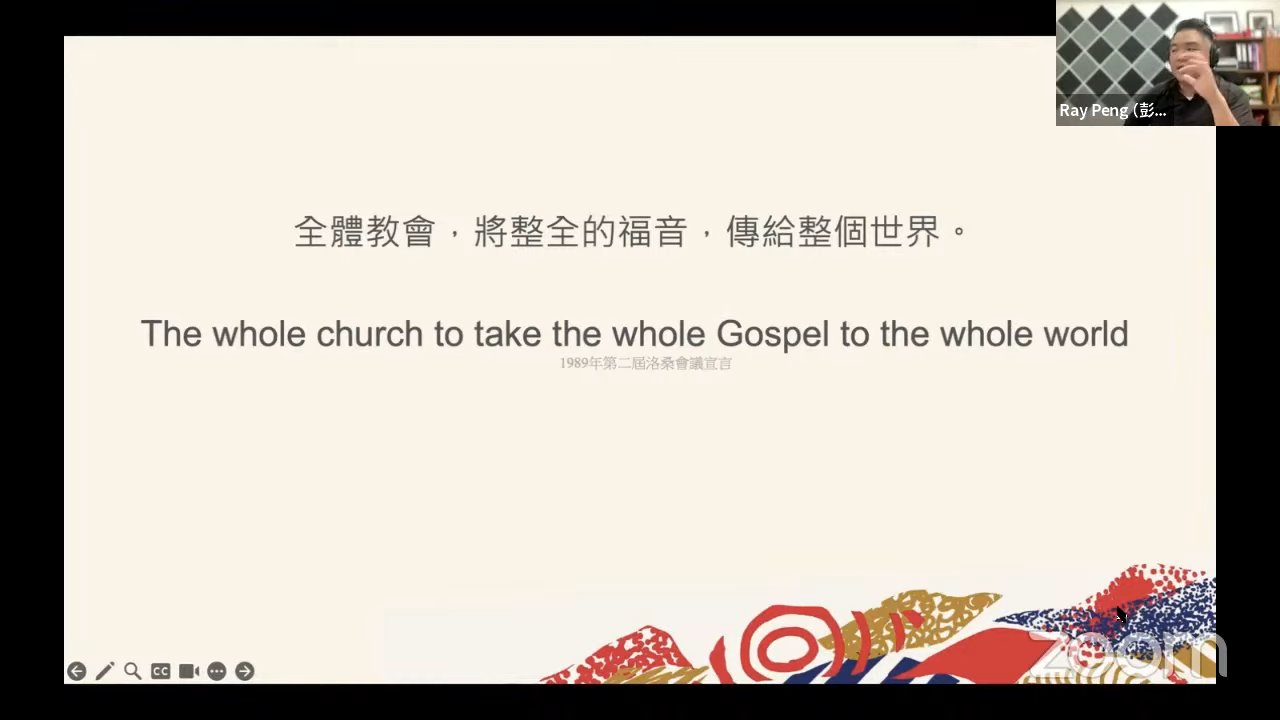 Ray Peng (彭...
全體教會，將整全的福音，傳給整個世界。
The whole church to take the whole Gospel to the whole world
1989年第二屆洛桑會議宣言
CC
zoom